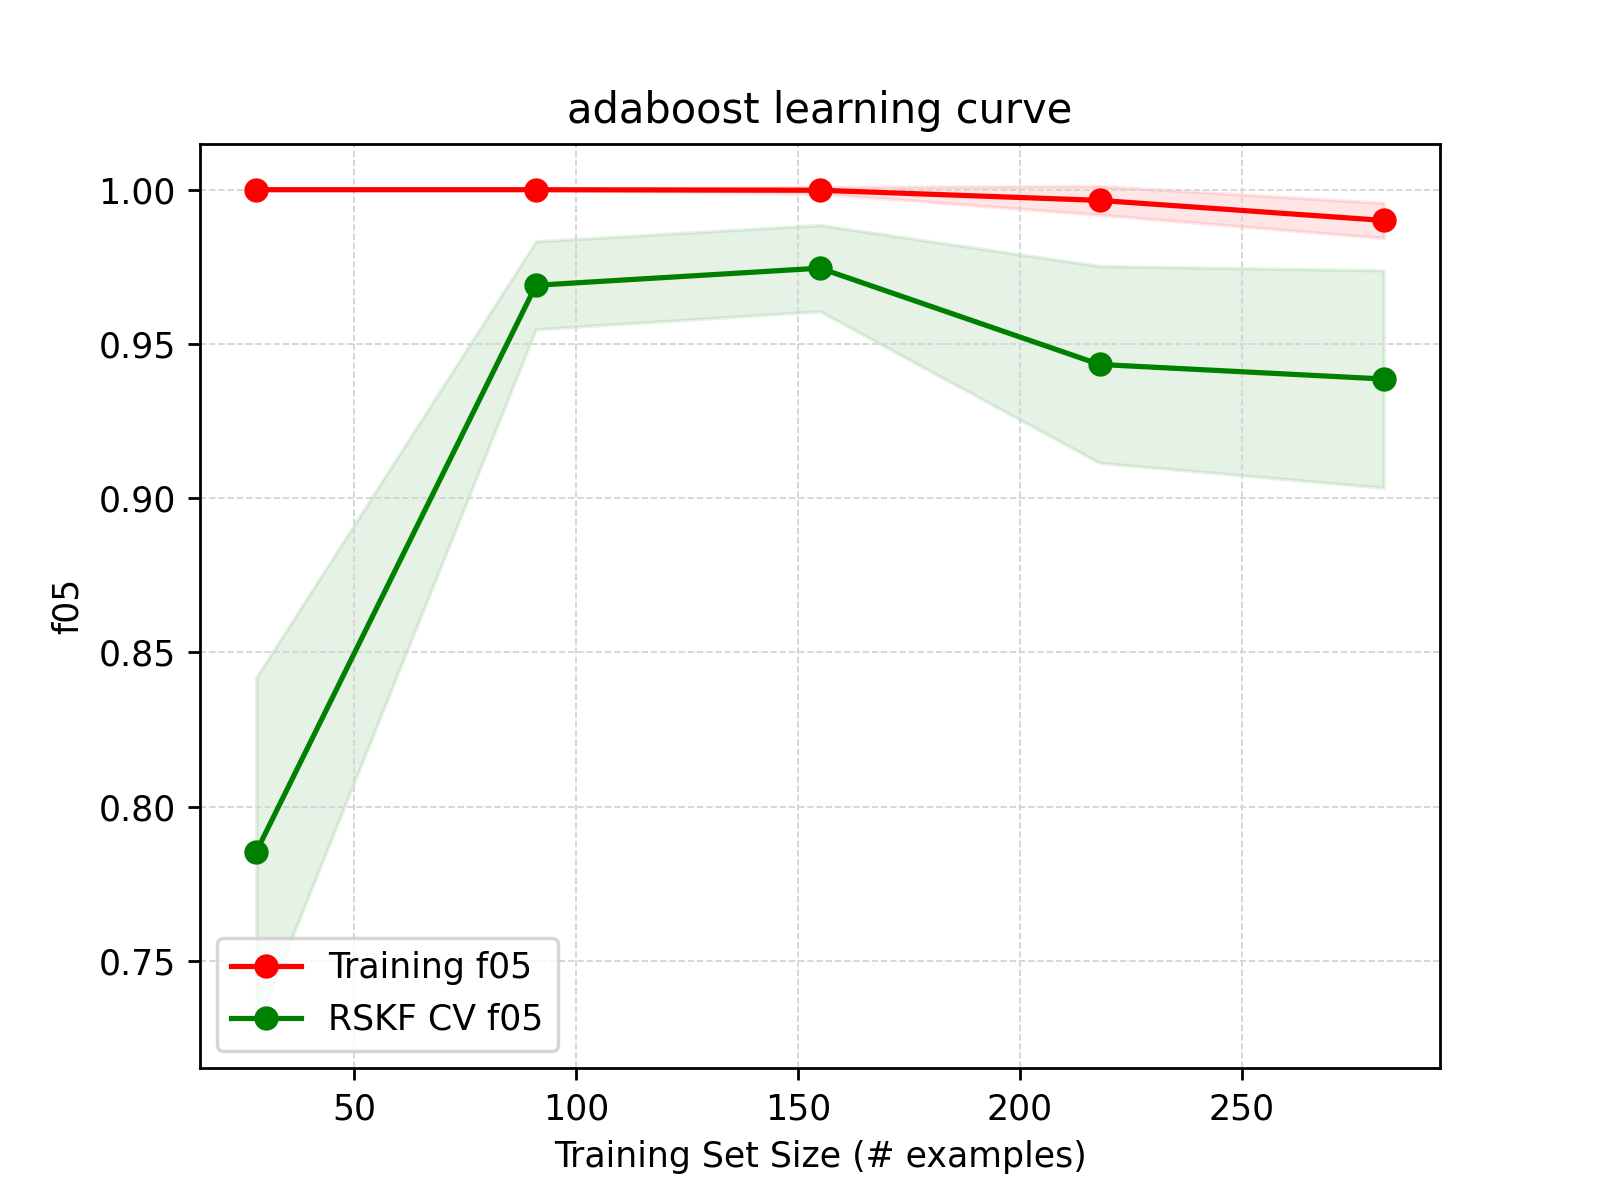 adaboost learning curve
1.00
0.95
0.90
0.85
0.80
0.75
f05
Training f05
RSKF CV f05
50 100 150 200 250
Training Set Size (# examples)